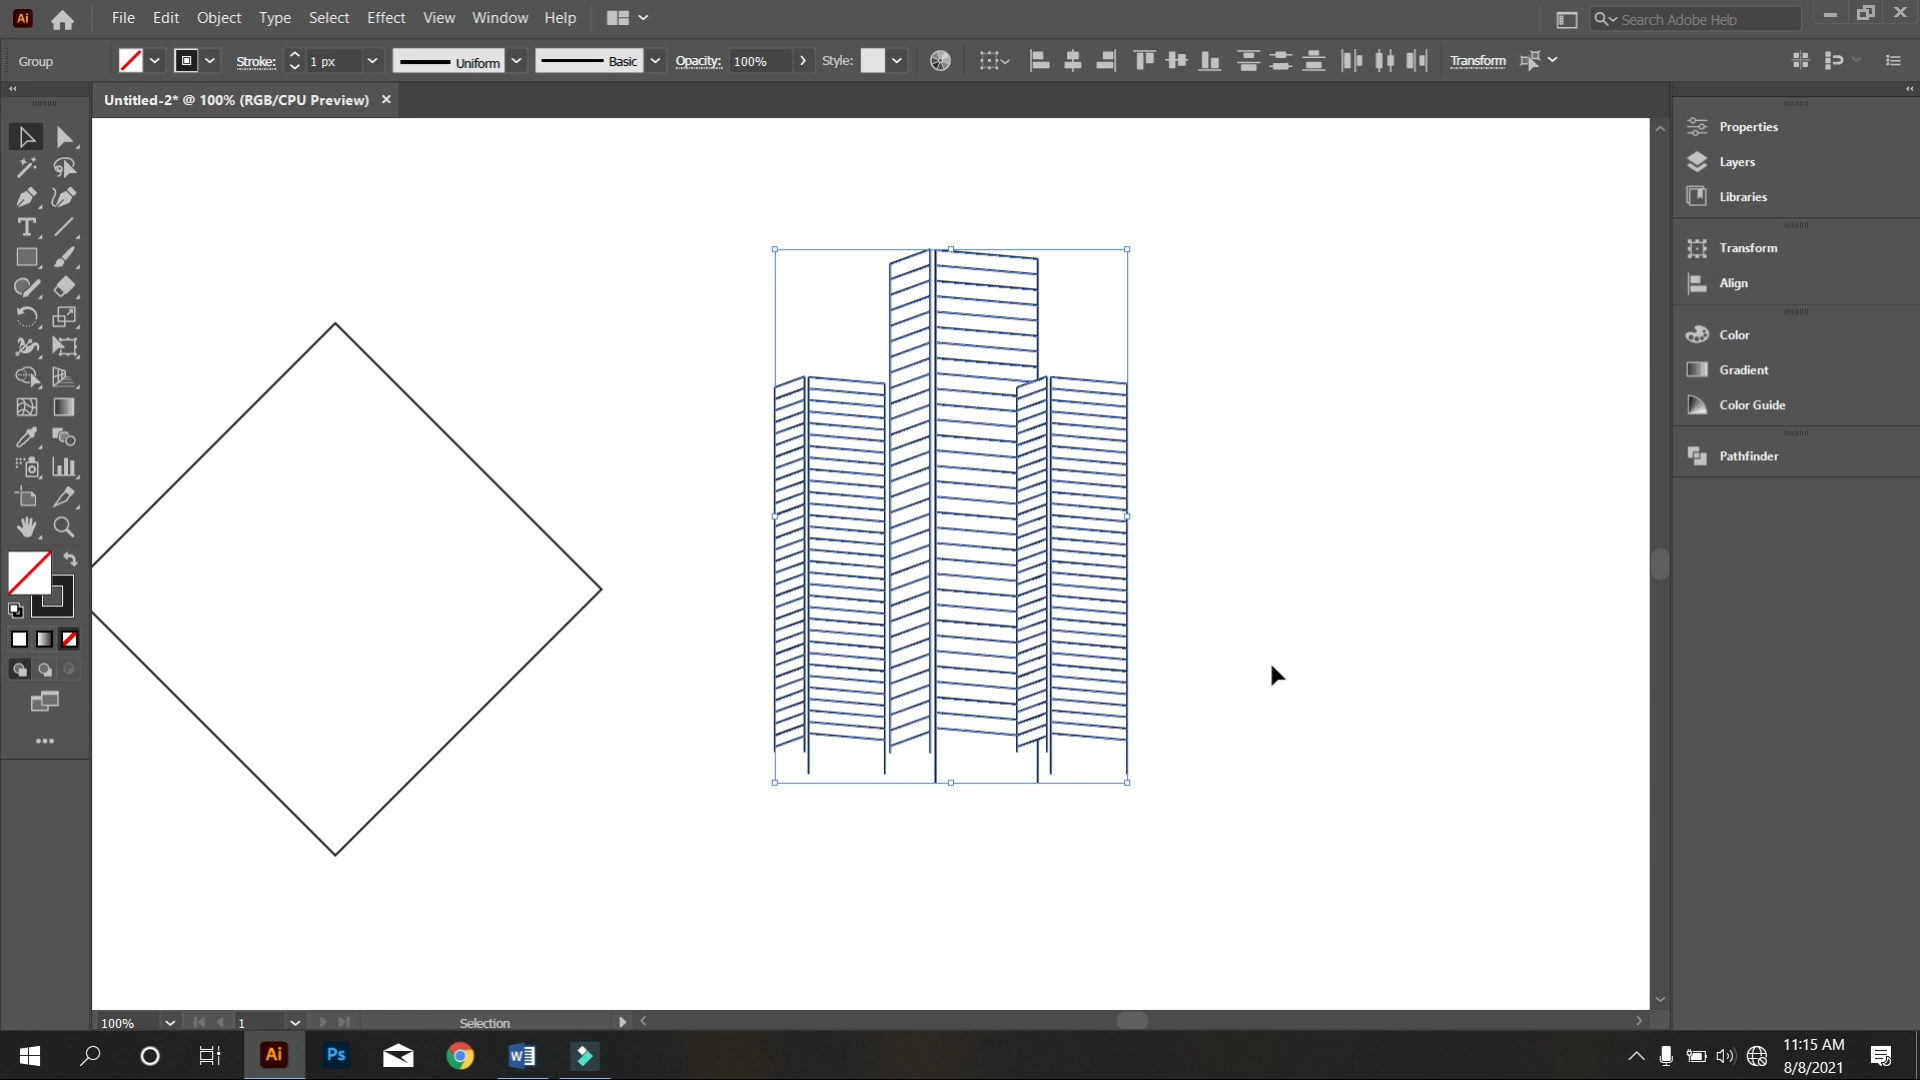 Ai File Edit Object Type Select Effect View Window Help Search Adobe Help
Group Stroke: 1 px Uniform Basic Opacity: 100% Style: Transform
Untitled-2* @ 100% (RGB/CPU Preview)
Properties
Layers
Libraries
Transform
Align
Color
Gradient
Color Guide
Pathfinder
100% 1 Selection
Ai Ps W
11:15 AM
8/8/2021